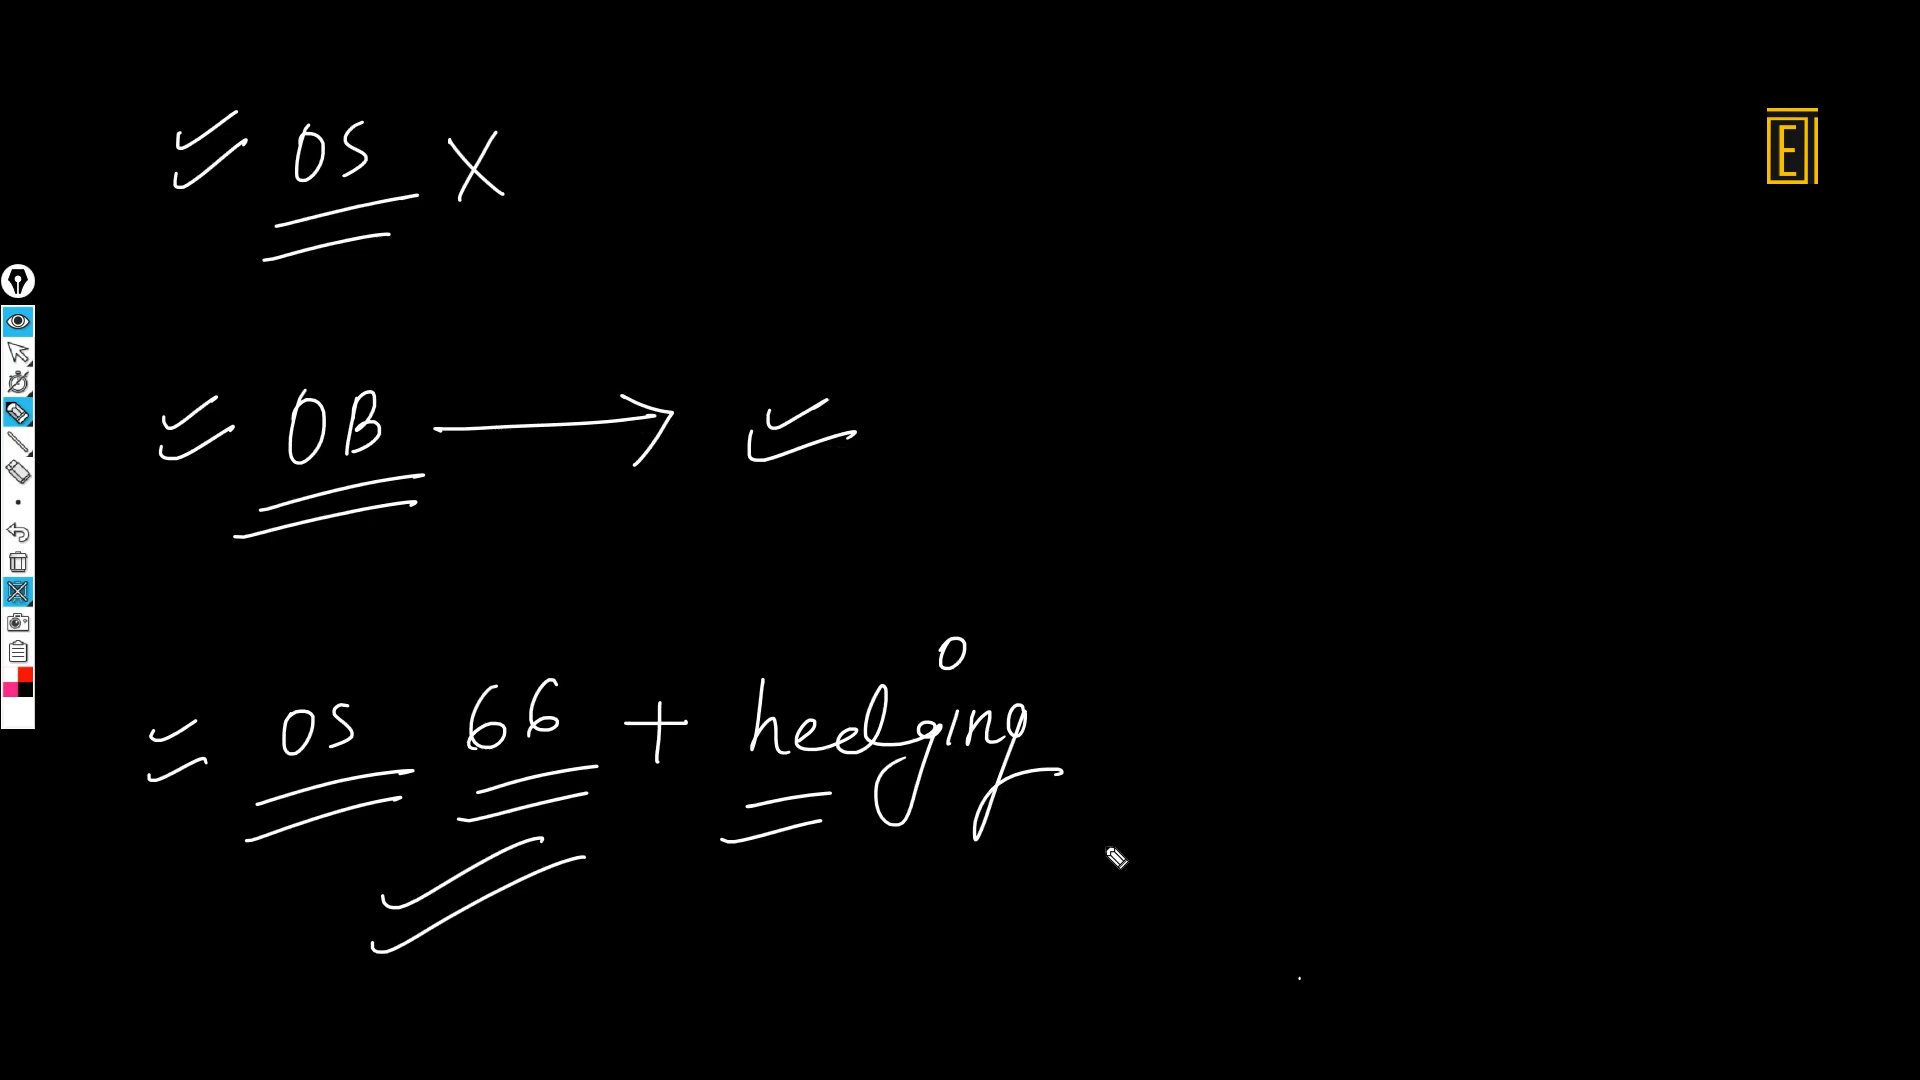 E
OS X
OB →
OS 66 + hedging